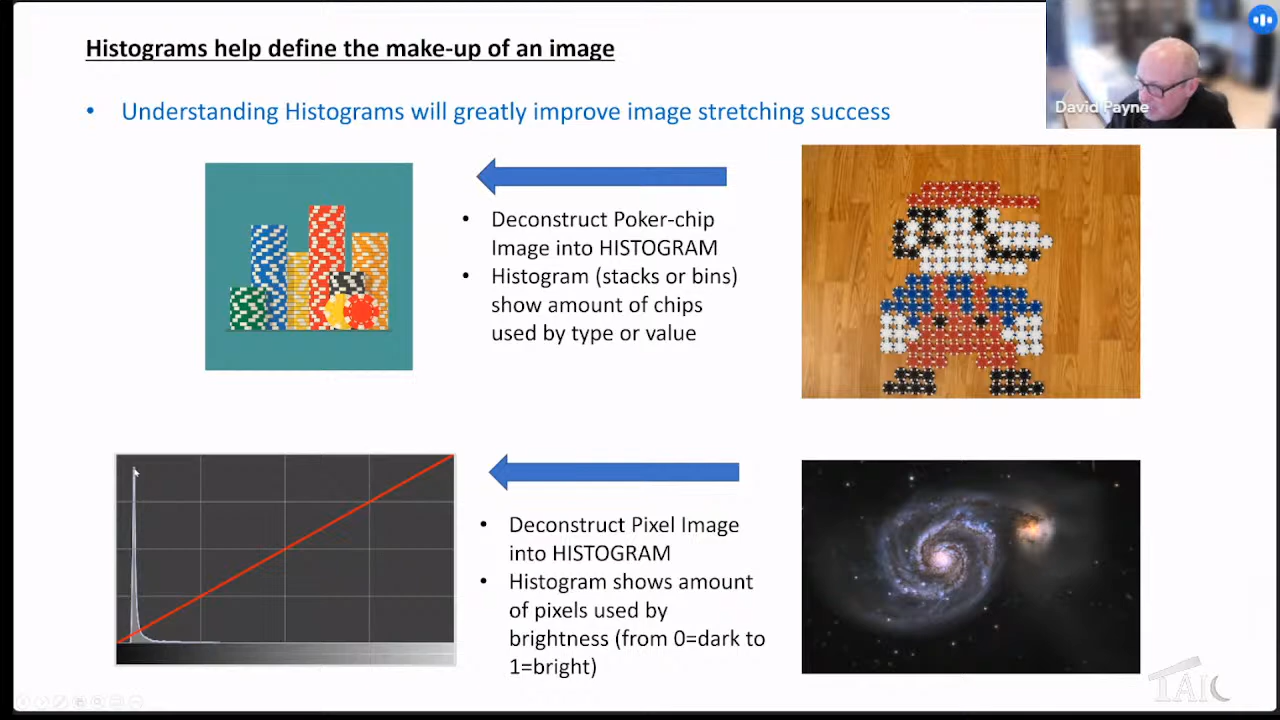 Histograms help define the make-up of an image
David Payne
• Understanding Histograms will greatly improve image stretching success
• Deconstruct Poker-chip
Image into HISTOGRAM
• Histogram (stacks or bins)
show amount of chips
used by type or value
• Deconstruct Pixel Image
into HISTOGRAM
• Histogram shows amount
of pixels used by
brightness (from 0=dark to
1=bright)
TAIC